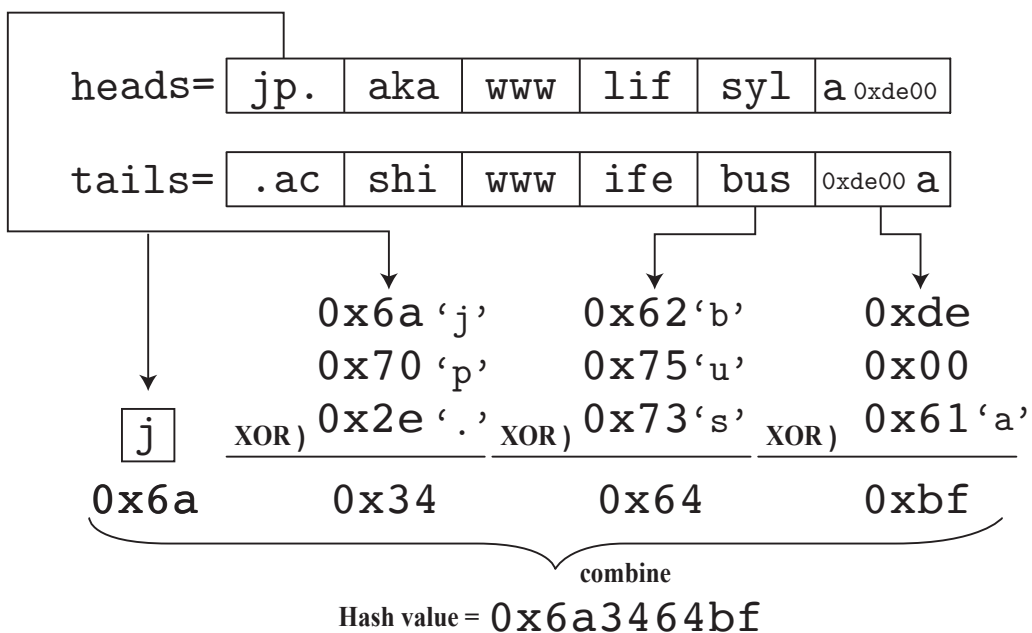 heads= jp. aka www lif syl a 0xde00
tails= .ac shi www ife bus 0xde00 a
0x6a ‘j’ 0x62 ‘b’ 0xde
0x70 ‘p’ 0x75 ‘u’ 0x00
j XOR) 0x2e ‘.’ XOR) 0x73 ‘s’ XOR) 0x61 ‘a’
0x6a 0x34 0x64 0xbf
combine
Hash value = 0x6a3464bf